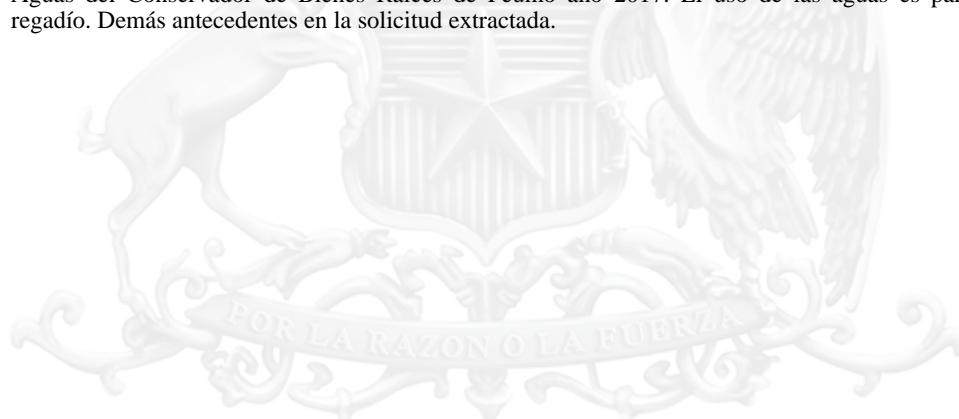 Aguas del Conservador de Bienes Raíces de Peumo año 2017. El uso de las aguas es para
regadío. Demás antecedentes en la solicitud extractada.
POR LA RAZON O LA FUERZA